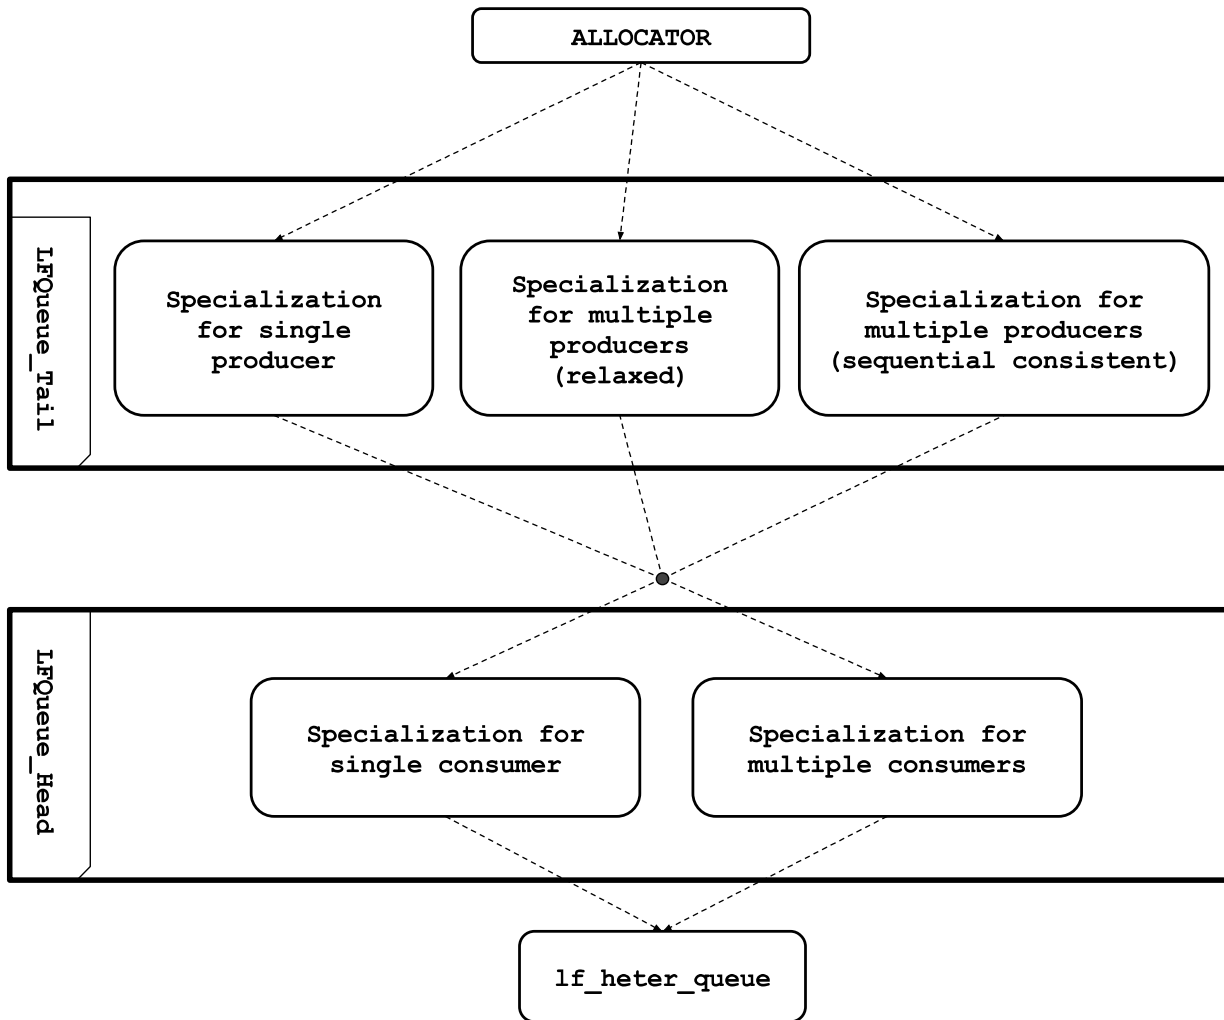 ALLOCATOR
LFQueue_Tail
Specialization
for single
producer
Specialization
for multiple
producers
(relaxed)
Specialization for
multiple producers
(sequential consistent)
LFQueue_Head
Specialization for
single consumer
Specialization for
multiple consumers
lf_heter_queue